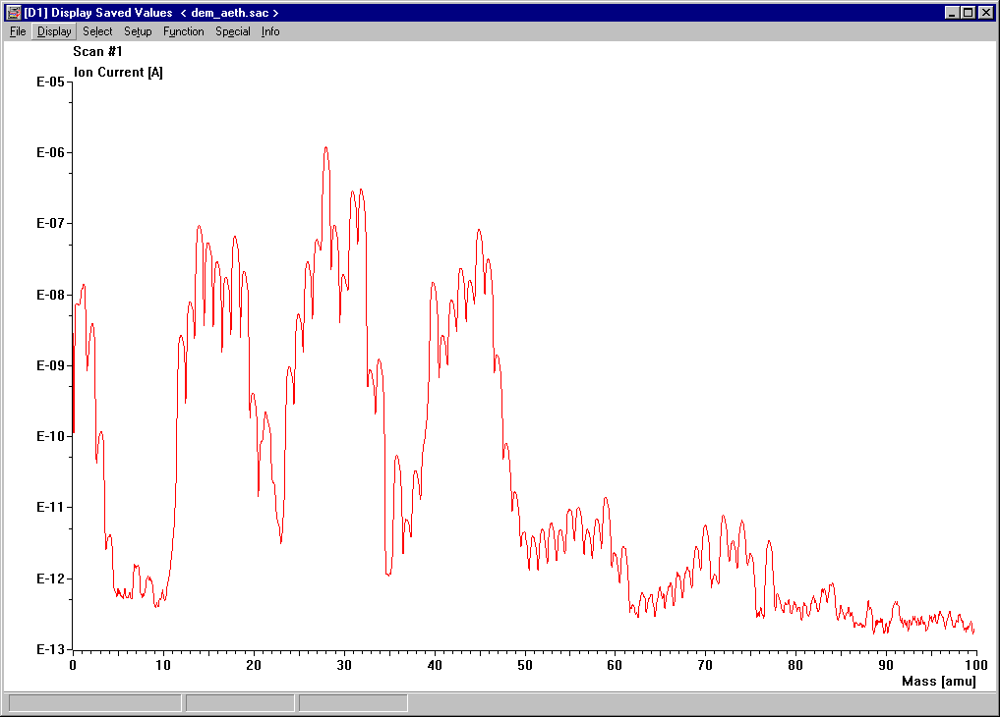 [D1] Display Saved Values < dem_aeth.sac >
File Display Select Setup Function Special Info
Scan #1
Ion Current [A]
E-05
E-06
E-07
E-08
E-09
E-10
E-11
E-12
E-13
0 10 20 30 40 50 60 70 80 90 100
Mass [amu]